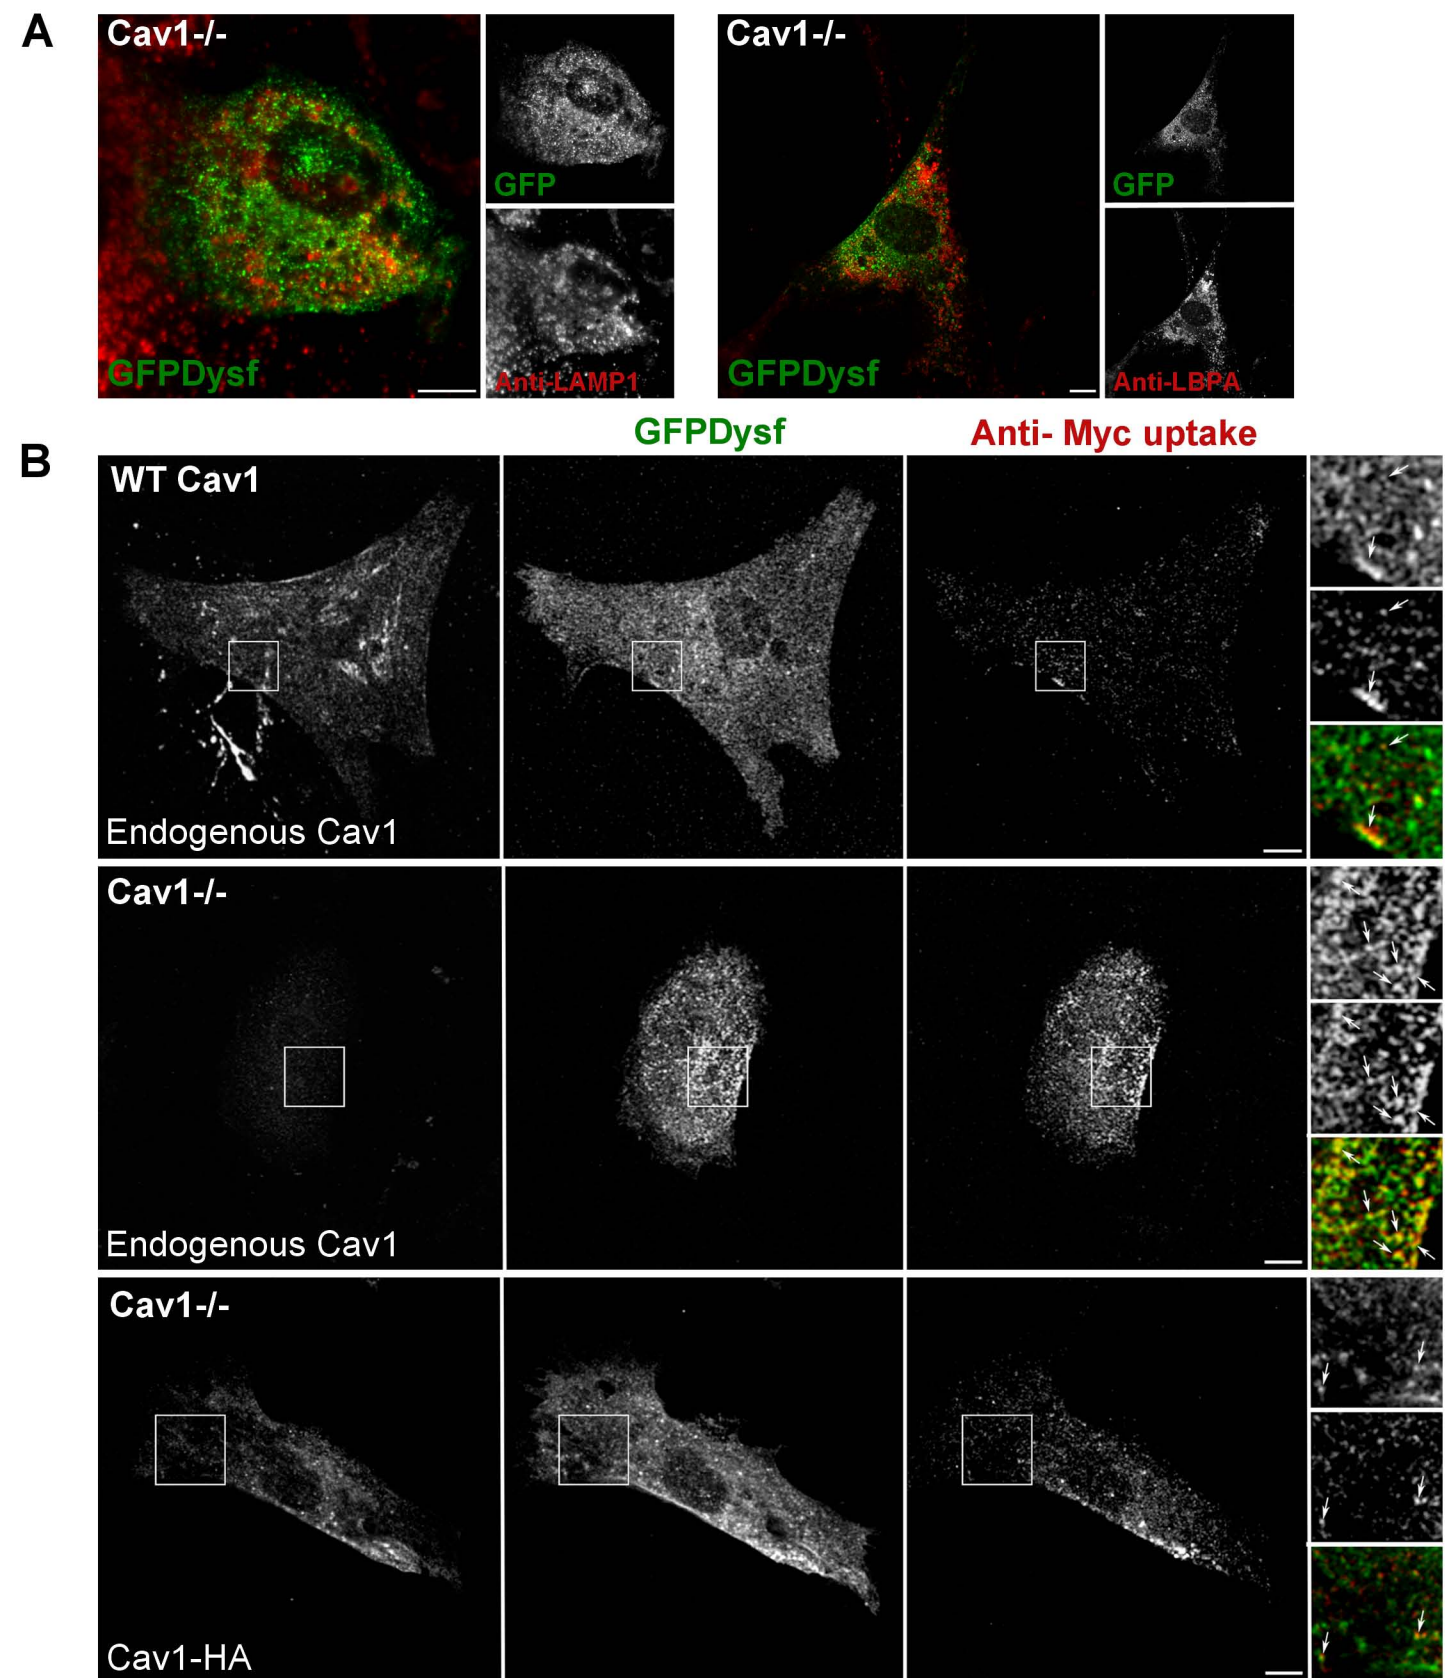 A
Cav1-/-
GFPDysf
GFP
Anti-LAMP1
Cav1-/-
GFPDysf
GFP
Anti-LBPA
GFPDysf
Anti- Myc uptake
B
WT Cav1
Endogenous Cav1
Cav1-/-
Endogenous Cav1
Cav1-/-
Cav1-HA